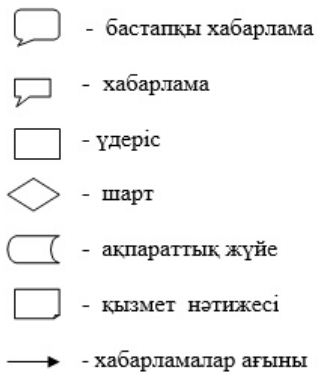 - бастапқы хабарлама
- хабарлама
- үдеріс
- шарт
- ақпараттық жүйе
- қызмет нәтижесі
- хабарламалар ағыны